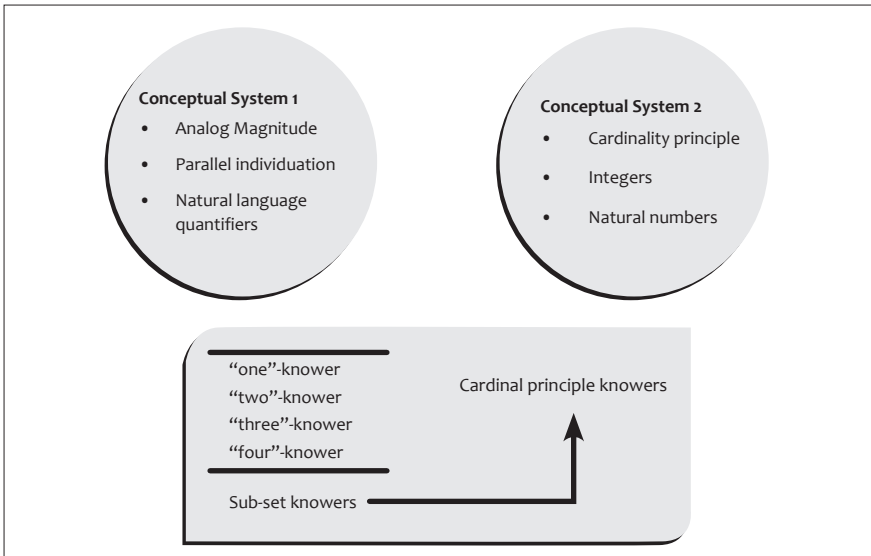 Conceptual System 1
• Analog Magnitude
• Parallel individuation
• Natural language
quantifiers
Conceptual System 2
• Cardinality principle
• Integers
• Natural numbers
“one”-knower
“two”-knower
“three”-knower
“four”-knower
Sub-set knowers
Cardinal principle knowers